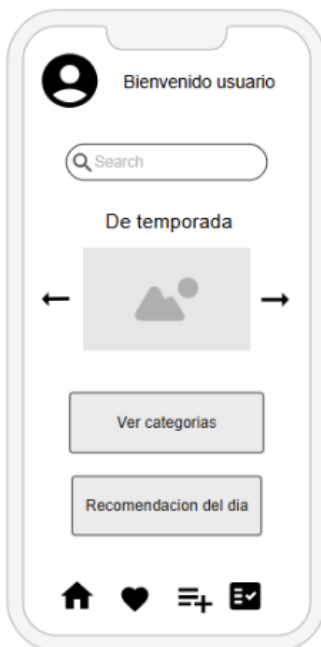 Bienvenido usuario
Search
De temporada
Ver categorias
Recomendacion del dia